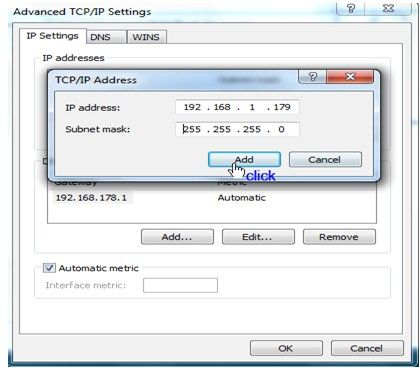 Advanced TCP/IP Settings
IP Settings DNS WINS
IP addresses
TCP/IP Address
IP address: 192 . 168 . 1 . 179
Subnet mask: 255 . 255 . 255 . 0
Add Cancel
click
Gateway Metric
192.168.178.1 Automatic
Add... Edit... Remove
Automatic metric
Interface metric:
OK Cancel